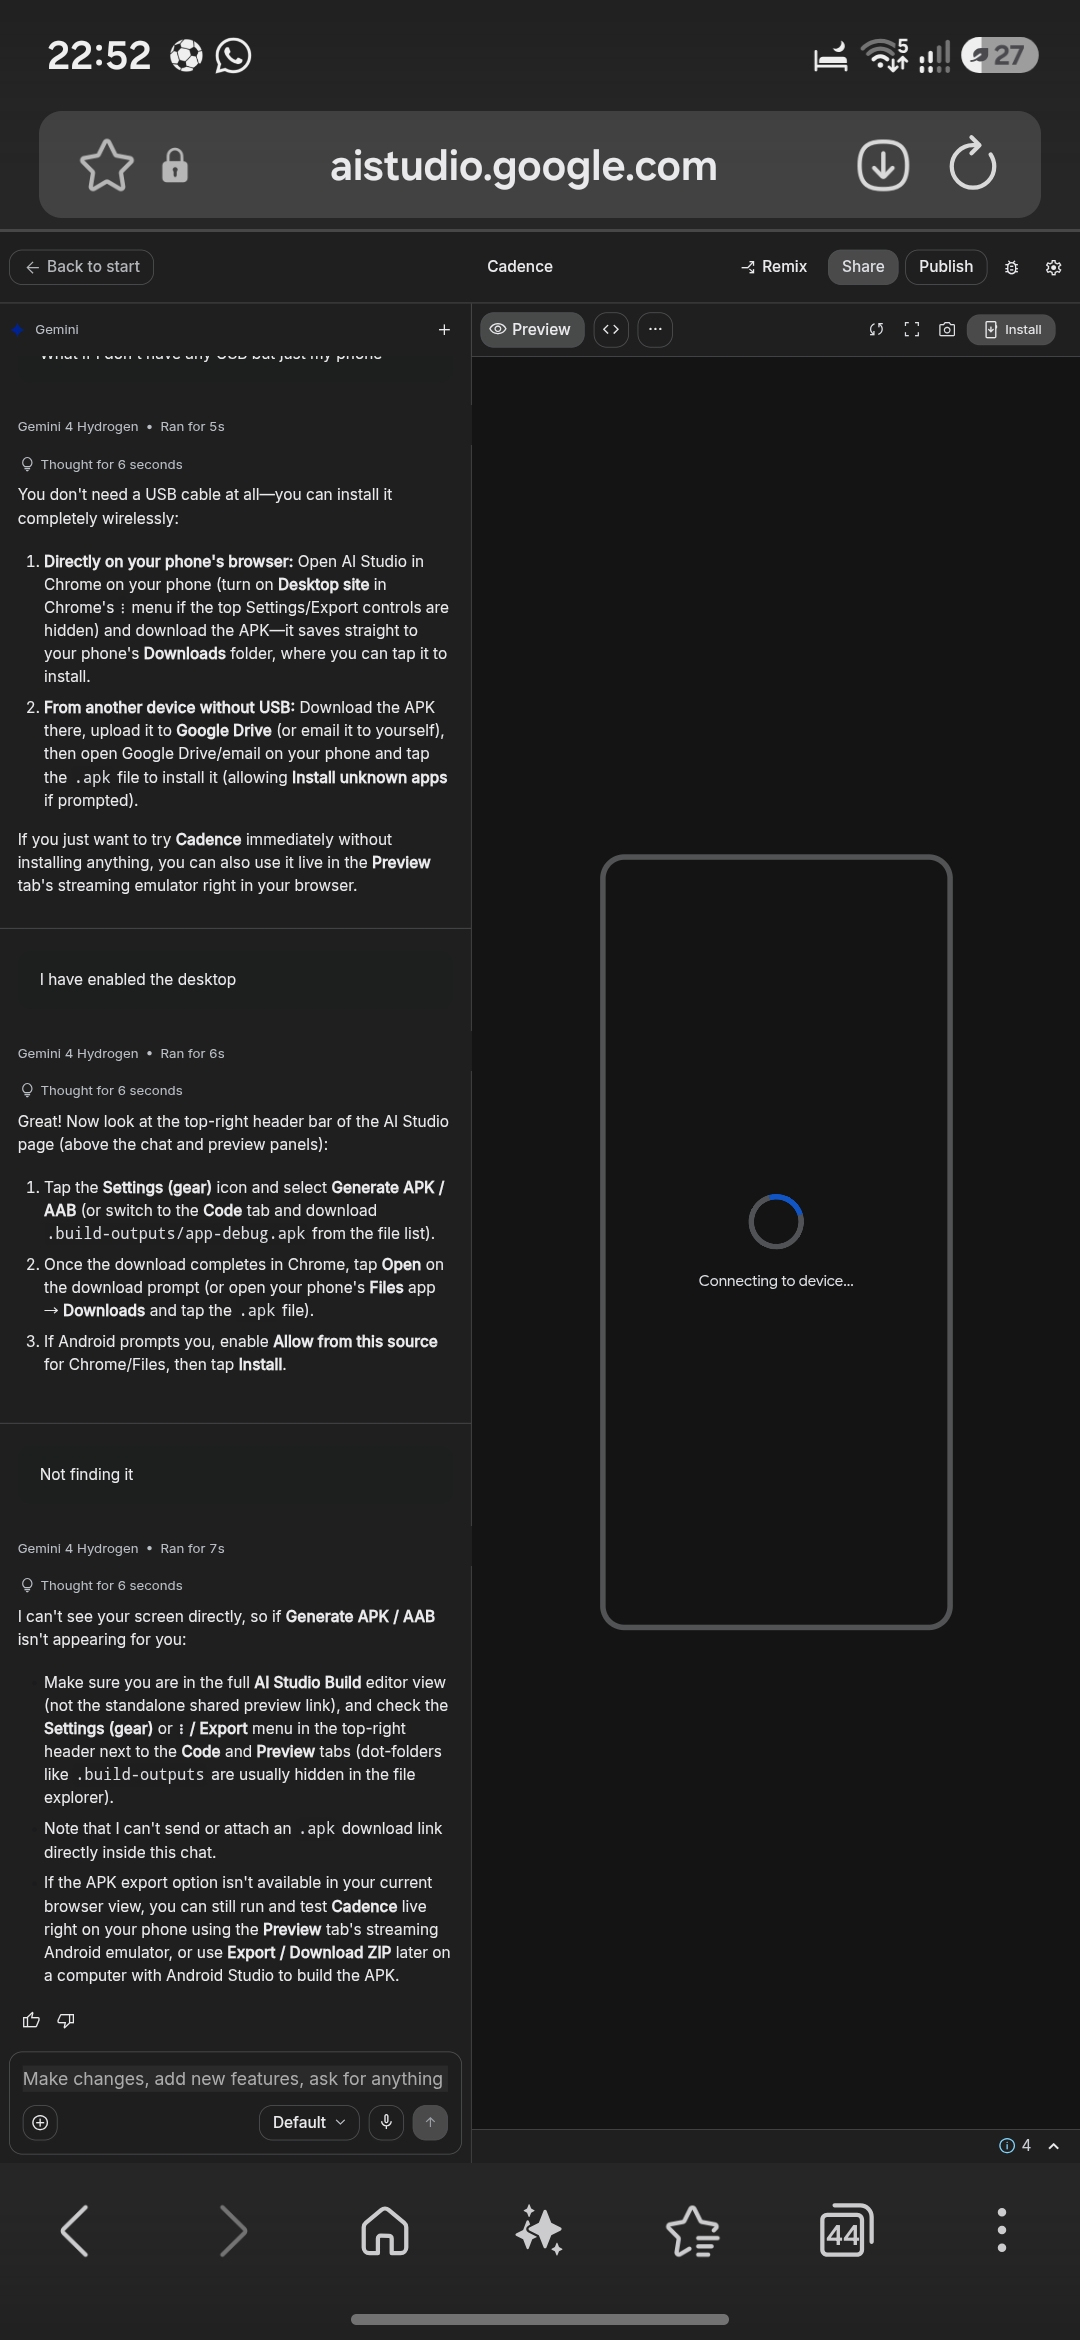 22:52
5
27
aistudio.google.com
← Back to start
Cadence
Remix
Share
Publish
Gemini
+
Preview
<>
...
Install
What if I don't have any USB but just my phone
Gemini 4 Hydrogen • Ran for 5s
Thought for 6 seconds
You don't need a USB cable at all—you can install it
completely wirelessly:
1. Directly on your phone's browser: Open AI Studio in
Chrome on your phone (turn on Desktop site in
Chrome's ⋮ menu if the top Settings/Export controls are
hidden) and download the APK—it saves straight to
your phone's Downloads folder, where you can tap it to
install.
2. From another device without USB: Download the APK
there, upload it to Google Drive (or email it to yourself),
then open Google Drive/email on your phone and tap
the .apk file to install it (allowing Install unknown apps
if prompted).
If you just want to try Cadence immediately without
installing anything, you can also use it live in the Preview
tab's streaming emulator right in your browser.
I have enabled the desktop
Gemini 4 Hydrogen • Ran for 6s
Thought for 6 seconds
Great! Now look at the top-right header bar of the AI Studio
page (above the chat and preview panels):
1. Tap the Settings (gear) icon and select Generate APK /
AAB (or switch to the Code tab and download
.build-outputs/app-debug.apk from the file list).
2. Once the download completes in Chrome, tap Open on
the download prompt (or open your phone's Files app
→ Downloads and tap the .apk file).
3. If Android prompts you, enable Allow from this source
for Chrome/Files, then tap Install.
Not finding it
Gemini 4 Hydrogen • Ran for 7s
Thought for 6 seconds
I can't see your screen directly, so if Generate APK / AAB
isn't appearing for you:
Make sure you are in the full AI Studio Build editor view
(not the standalone shared preview link), and check the
Settings (gear) or ⋮ / Export menu in the top-right
header next to the Code and Preview tabs (dot-folders
like .build-outputs are usually hidden in the file
explorer).
Note that I can't send or attach an .apk download link
directly inside this chat.
If the APK export option isn't available in your current
browser view, you can still run and test Cadence live
right on your phone using the Preview tab's streaming
Android emulator, or use Export / Download ZIP later on
a computer with Android Studio to build the APK.
Make changes, add new features, ask for anything
Default
Connecting to device...
4
44